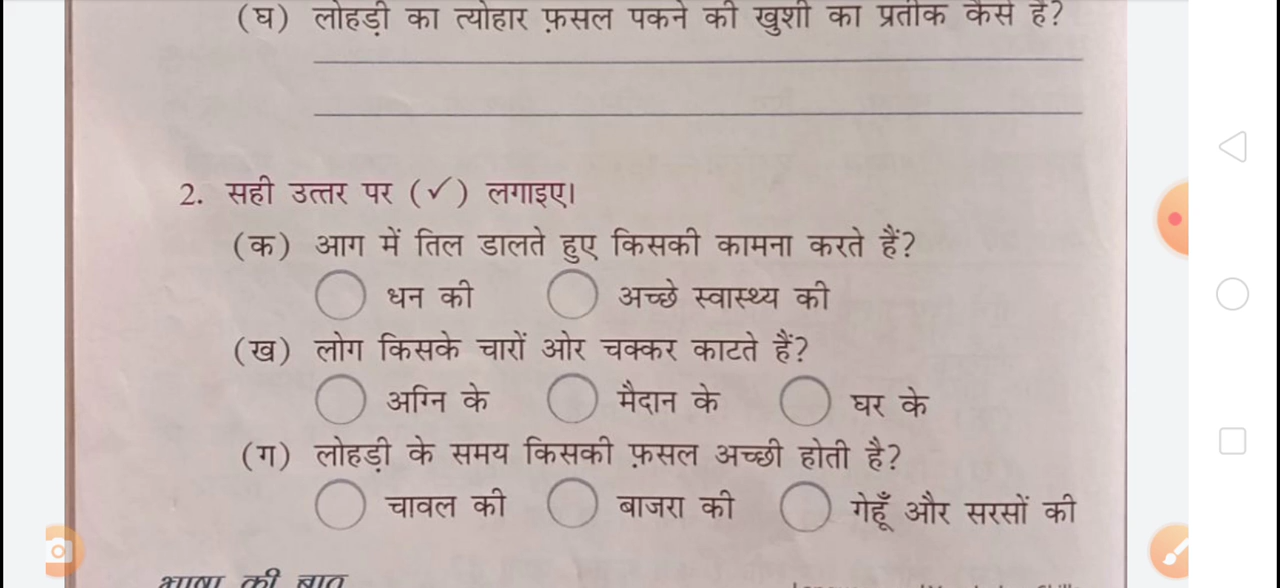 (घ) लोहड़ी का त्योहार फ़सल पकने की खुशी का प्रतीक कैसे है?
2. सही उत्तर पर (✓) लगाइए।
(क) आग में तिल डालते हुए किसकी कामना करते हैं?
धन की अच्छे स्वास्थ्य की
(ख) लोग किसके चारों ओर चक्कर काटते हैं?
अग्नि के मैदान के घर के
(ग) लोहड़ी के समय किसकी फ़सल अच्छी होती है?
चावल की बाजरा की गेहूँ और सरसों की
भाषा की बात